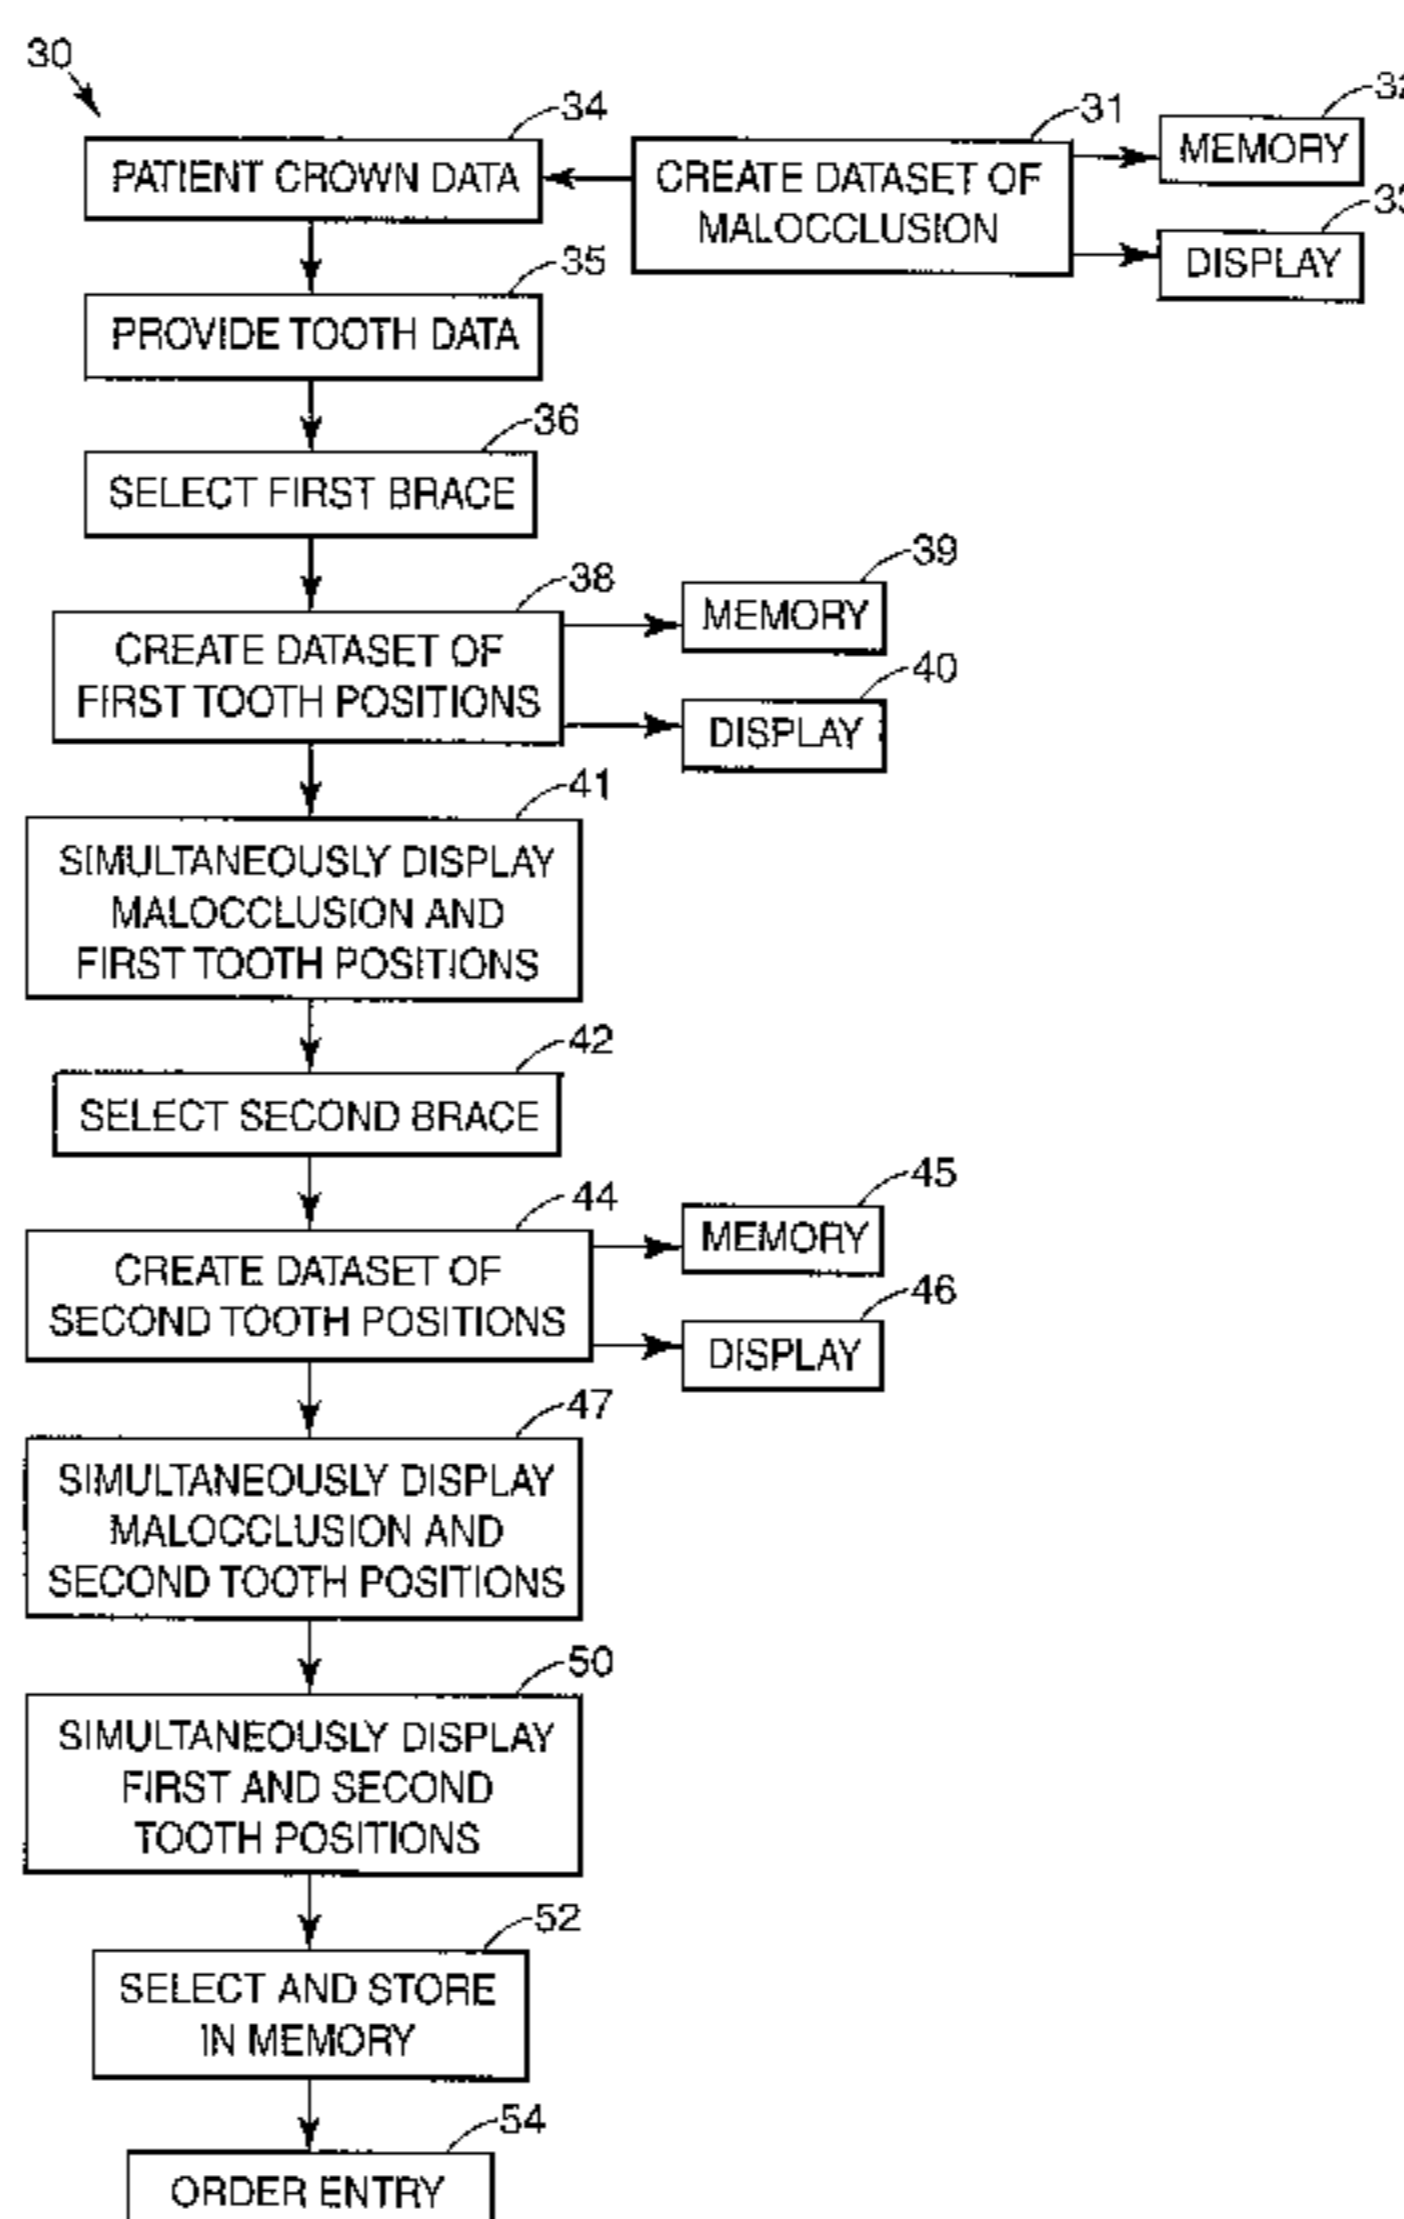 30
34
31
32
PATIENT CROWN DATA
CREATE DATASET OF
MALOCCLUSION
MEMORY
33
DISPLAY
35
PROVIDE TOOTH DATA
36
SELECT FIRST BRACE
38
39
CREATE DATASET OF
FIRST TOOTH POSITIONS
MEMORY
40
DISPLAY
41
SIMULTANEOUSLY DISPLAY
MALOCCLUSION AND
FIRST TOOTH POSITIONS
42
SELECT SECOND BRACE
44
45
CREATE DATASET OF
SECOND TOOTH POSITIONS
MEMORY
46
DISPLAY
47
SIMULTANEOUSLY DISPLAY
MALOCCLUSION AND
SECOND TOOTH POSITIONS
50
SIMULTANEOUSLY DISPLAY
FIRST AND SECOND
TOOTH POSITIONS
52
SELECT AND STORE
IN MEMORY
54
ORDER ENTRY